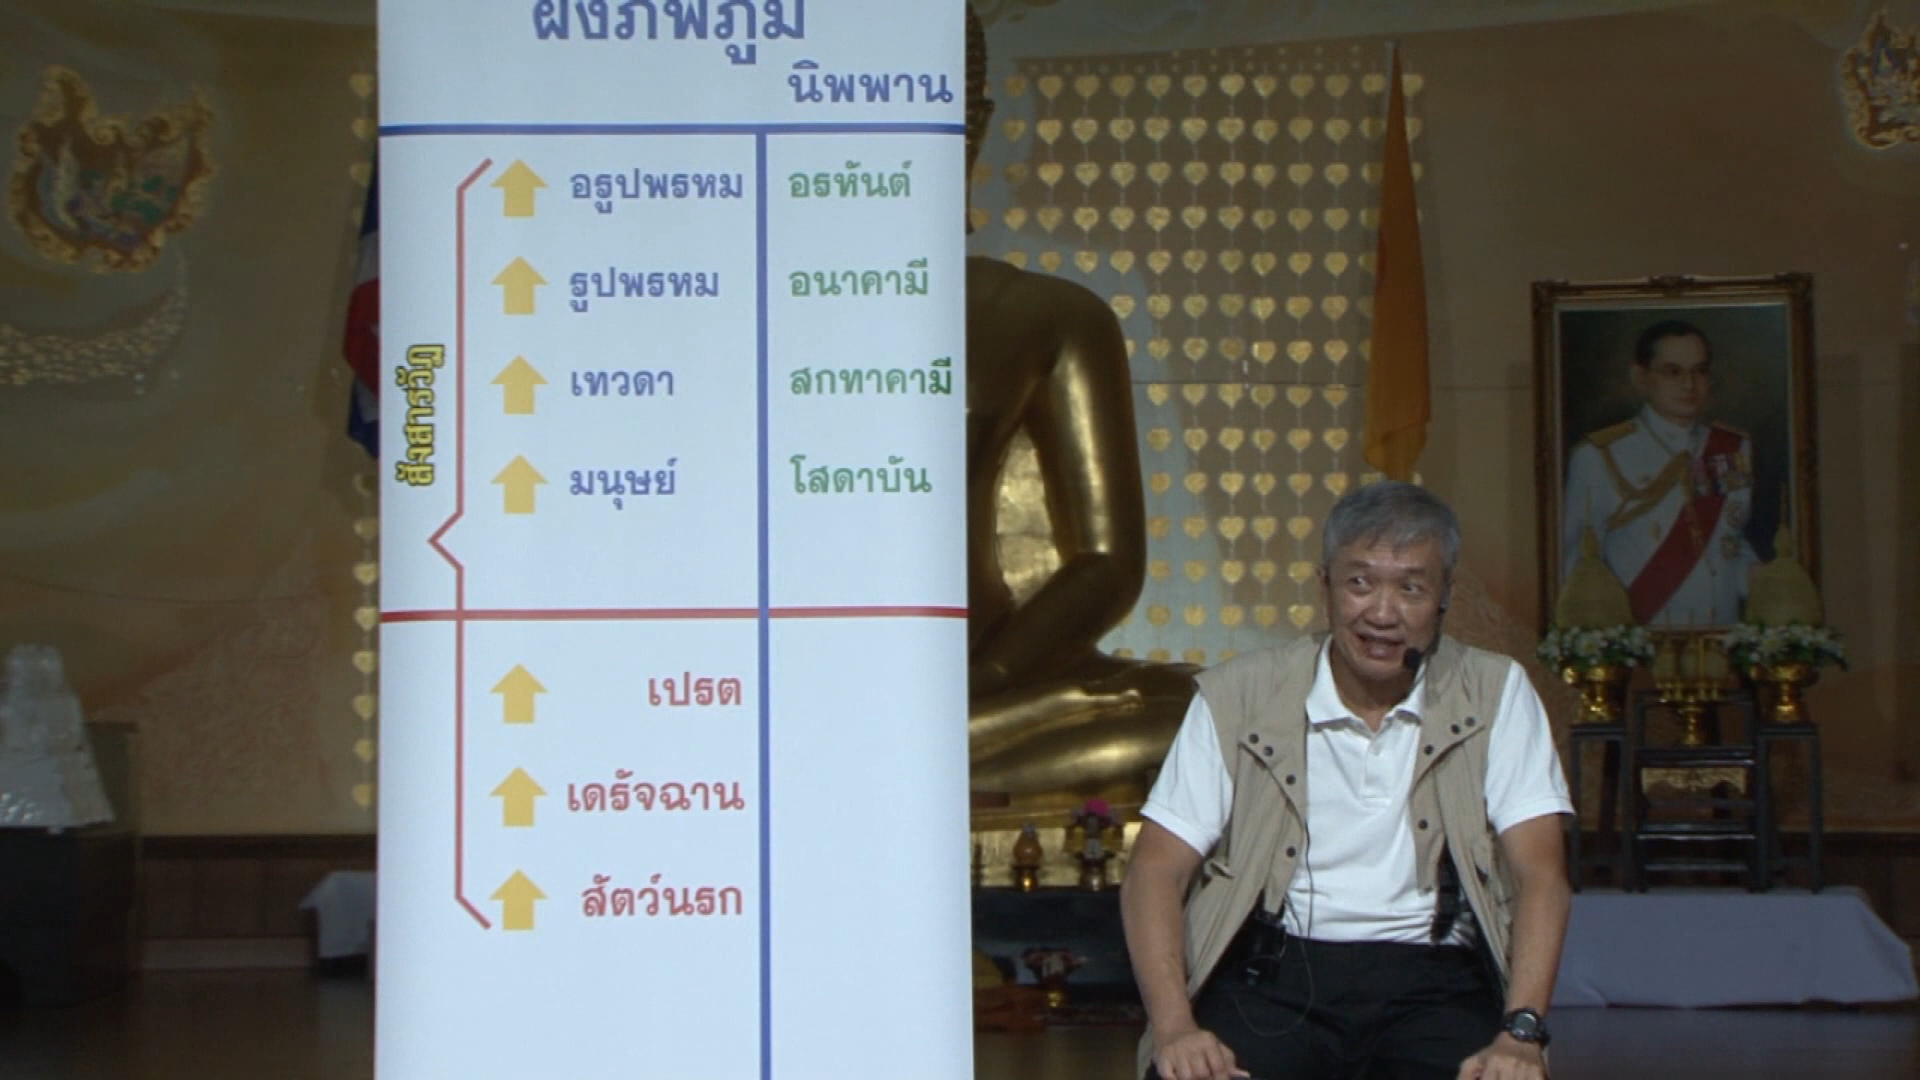 ผังภพภูมิ
นิพพาน
อรูปพรหม อรหันต์
รูปพรหม อนาคามี
เทวดา สกทาคามี
มนุษย์ โสดาบัน
สังสารวัฏ
เปรต
เดรัจฉาน
สัตว์นรก